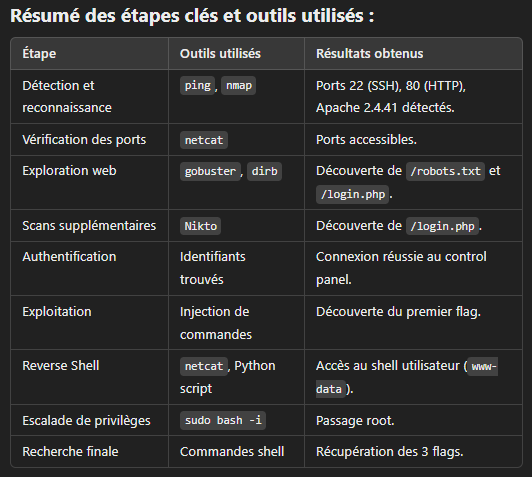 Résumé des étapes clés et outils utilisés :
Étape Outils utilisés Résultats obtenus
Détection et reconnaissance ping, nmap Ports 22 (SSH), 80 (HTTP), Apache 2.4.41 détectés.
Vérification des ports netcat Ports accessibles.
Exploration web gobuster, dirb Découverte de /robots.txt et /login.php.
Scans supplémentaires Nikto Découverte de /login.php.
Authentification Identifiants trouvés Connexion réussie au control panel.
Exploitation Injection de commandes Découverte du premier flag.
Reverse Shell netcat, Python script Accès au shell utilisateur (www-data).
Escalade de privilèges sudo bash -i Passage root.
Recherche finale Commandes shell Récupération des 3 flags.